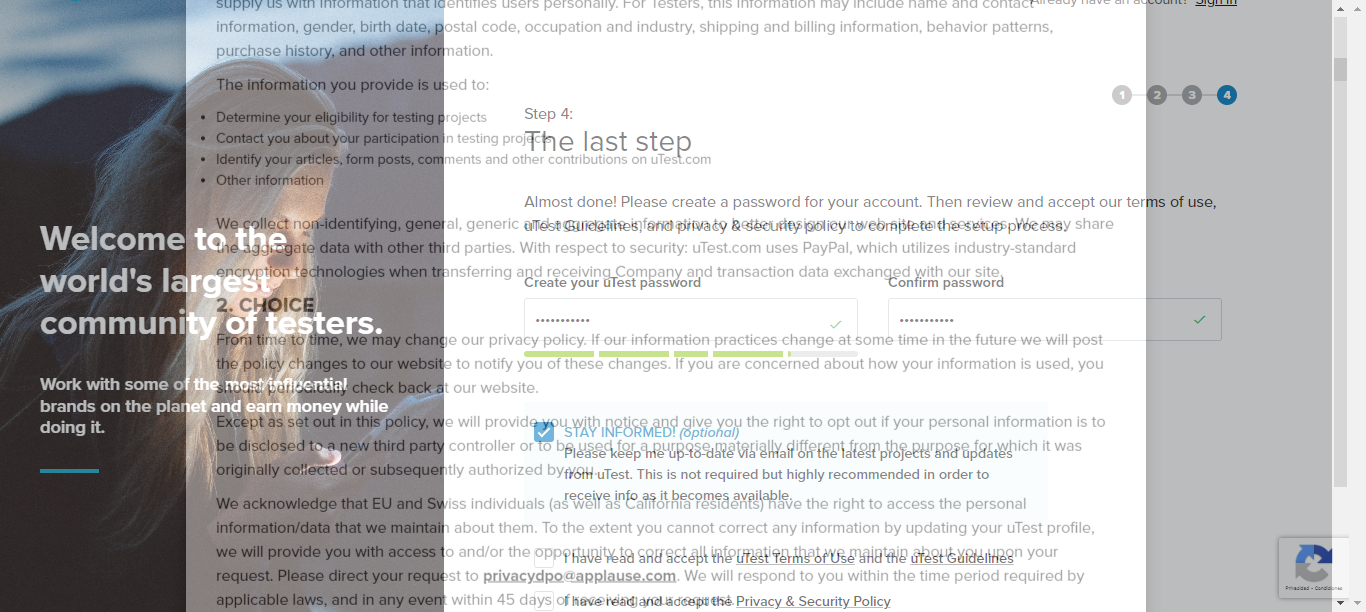 supply us with information that identifies users personally. For Testers, this information may include name and contact
information, gender, birth date, postal code, occupation and industry, shipping and billing information, behavior patterns,
purchase history, and other information.
The information you provide is used to:
• Determine your eligibility for testing projects
• Contact you about your participation in testing projects
• Identify your articles, form posts, comments and other contributions on uTest.com
• Other information
We collect non-identifying, general, generic and aggregate information to better design our web site and services. We may share
the aggregate data with other third parties. With respect to security: uTest.com uses PayPal, which utilizes industry-standard
encryption technologies when transferring and receiving Company and transaction data exchanged with our site.
2. CHOICE
From time to time, we may change our privacy policy. If our information practices change at some time in the future we will post
the policy changes to our website to notify you of these changes. If you are concerned about how your information is used, you
should periodically check back at our website.
Except as set out in this policy, we will provide you with notice and give you the right to opt out if your personal information is to
be disclosed to a new third party controller or to be used for a purpose materially different from the purpose for which it was
originally collected or subsequently authorized by you.
We acknowledge that EU and Swiss individuals (as well as California residents) have the right to access the personal
information/data that we maintain about them. To the extent you cannot correct any information by updating your uTest profile,
we will provide you with access to and/or the opportunity to correct all information that we maintain about you upon your
request. Please direct your request to privacydpo@applause.com. We will respond to you within the time period required by
applicable laws, and in any event within 45 days of receiving your request.
Welcome to the
world's largest
community of testers.
Work with some of the most influential
brands on the planet and earn money while
doing it.
Already have an account? Sign in
1 2 3 4
Step 4:
The last step
Almost done! Please create a password for your account. Then review and accept our terms of use,
uTest Guidelines, and privacy & security policy to complete the setup process.
Create your uTest password
Confirm password
•••••••••••
•••••••••••
STAY INFORMED! (optional)
Please keep me up-to-date via email on the latest projects and updates
from uTest. This is not required but highly recommended in order to
receive info as it becomes available.
I have read and accept the uTest Terms of Use and the uTest Guidelines
I have read and accept the Privacy & Security Policy
Privacidad - Condiciones